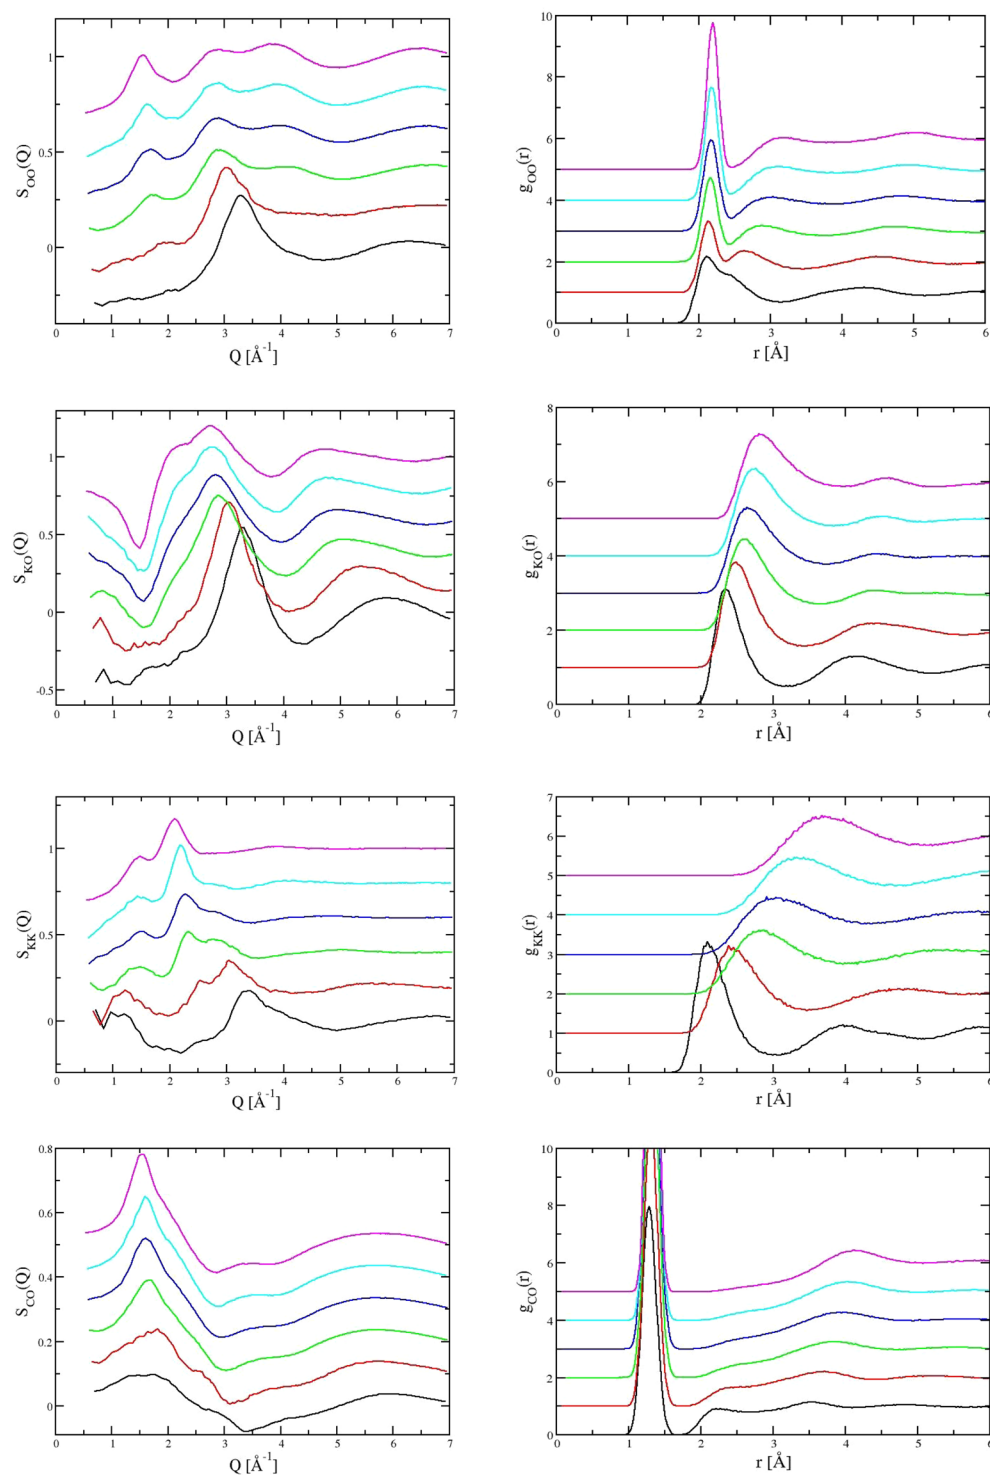 10
8
6
4
2
0
g_OO(r)
1
0.5
0
S_OO(Q)
0 1 2 3 4 5 6 7
Q [Å⁻¹]
0 1 2 3 4 5 6
r [Å]
1
0.5
0
-0.5
S_KO(Q)
0 1 2 3 4 5 6 7
Q [Å⁻¹]
8
6
4
2
0
g_KO(r)
0 1 2 3 4 5 6
r [Å]
1
0.5
0
S_KK(Q)
0 1 2 3 4 5 6 7
Q [Å⁻¹]
7
6
5
4
3
2
1
0
g_KK(r)
0 1 2 3 4 5 6
r [Å]
0.8
0.6
0.4
0.2
0
S_CO(Q)
0 1 2 3 4 5 6 7
Q [Å⁻¹]
10
8
6
4
2
0
g_CO(r)
0 1 2 3 4 5 6
r [Å]